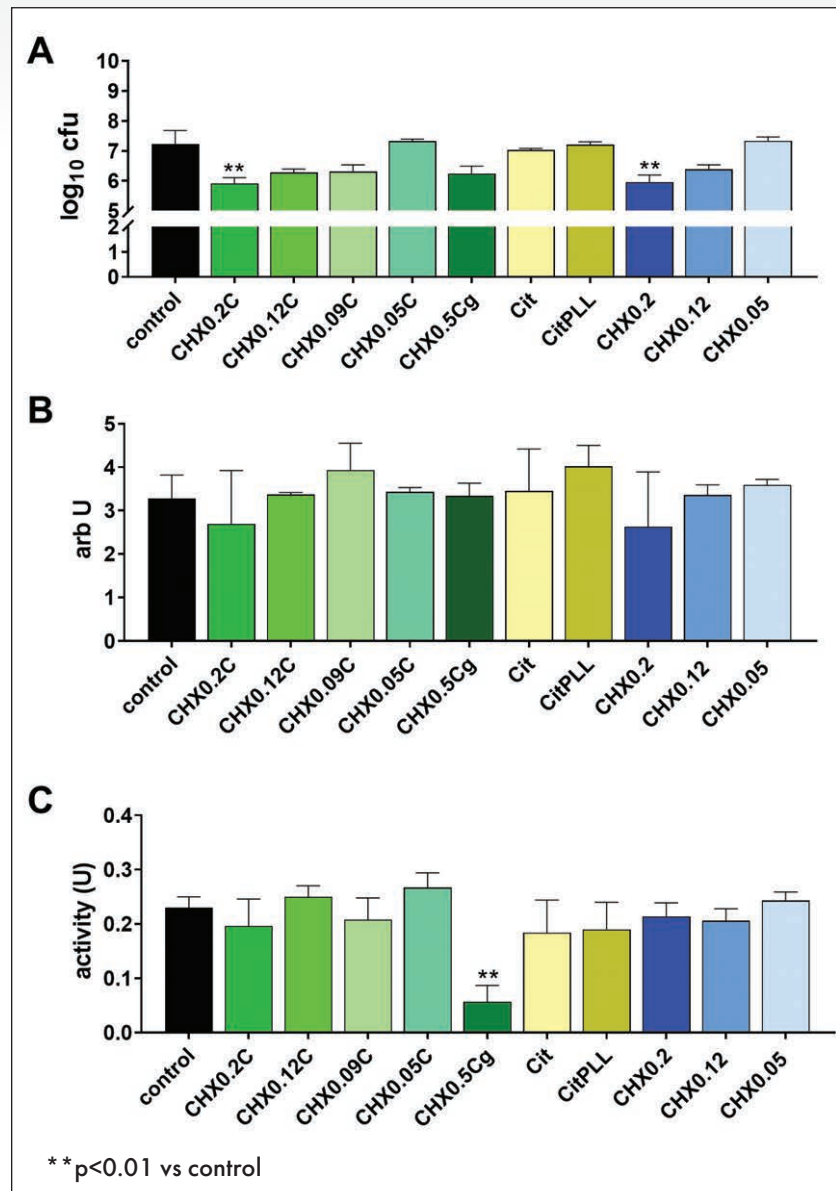 A
log10 cfu
10
9
8
7
6
5
2
1
0
** **
control CHX0.2C CHX0.12C CHX0.09C CHX0.05C CHX0.5Cg Cit CitPLL CHX0.2 CHX0.12 CHX0.05
B
arb U
5
4
3
2
1
0
control CHX0.2C CHX0.12C CHX0.09C CHX0.05C CHX0.5Cg Cit CitPLL CHX0.2 CHX0.12 CHX0.05
C
activity (U)
0.4
0.3
0.2
0.1
0.0
**
control CHX0.2C CHX0.12C CHX0.09C CHX0.05C CHX0.5Cg Cit CitPLL CHX0.2 CHX0.12 CHX0.05
**p<0.01 vs control